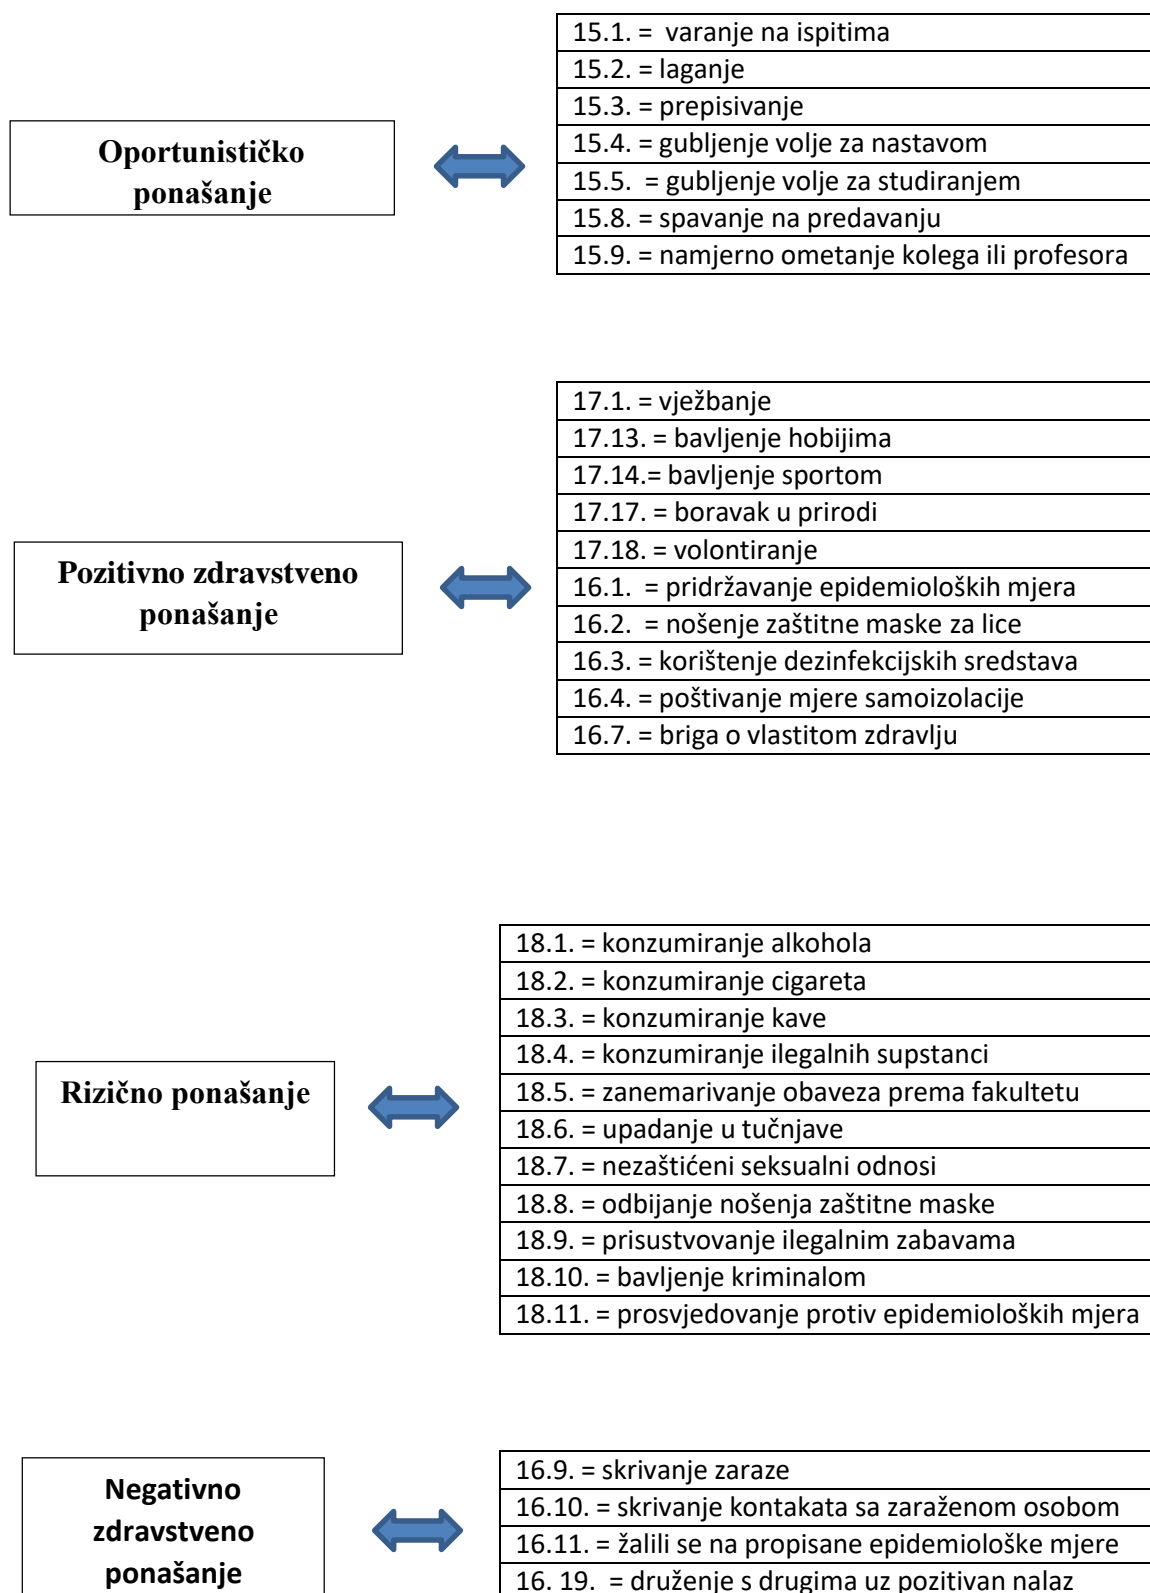 Oportunističko
ponašanje
15.1. =  varanje na ispitima
15.2. = laganje
15.3. = prepisivanje
15.4. = gubljenje volje za nastavom
15.5.  = gubljenje volje za studiranjem
15.8. = spavanje na predavanju
15.9. = namjerno ometanje kolega ili profesora
Pozitivno zdravstveno
ponašanje
17.1. = vježbanje
17.13. = bavljenje hobijima
17.14.= bavljenje sportom
17.17. = boravak u prirodi
17.18. = volontiranje
16.1.  = pridržavanje epidemioloških mjera
16.2.  = nošenje zaštitne maske za lice
16.3. = korištenje dezinfekcijskih sredstava
16.4. = poštivanje mjere samoizolacije
16.7. = briga o vlastitom zdravlju
Rizično ponašanje
18.1. = konzumiranje alkohola
18.2. = konzumiranje cigareta
18.3. = konzumiranje kave
18.4. = konzumiranje ilegalnih supstanci
18.5. = zanemarivanje obaveza prema fakultetu
18.6. = upadanje u tučnjave
18.7. = nezaštićeni seksualni odnosi
18.8. = odbijanje nošenja zaštitne maske
18.9. = prisustvovanje ilegalnim zabavama
18.10. = bavljenje kriminalom
18.11. = prosvjedovanje protiv epidemioloških mjera
Negativno
zdravstveno
ponašanje
16.9. = skrivanje zaraze
16.10. = skrivanje kontakata sa zaraženom osobom
16.11. = žalili se na propisane epidemiološke mjere
16. 19.  = druženje s drugima uz pozitivan nalaz